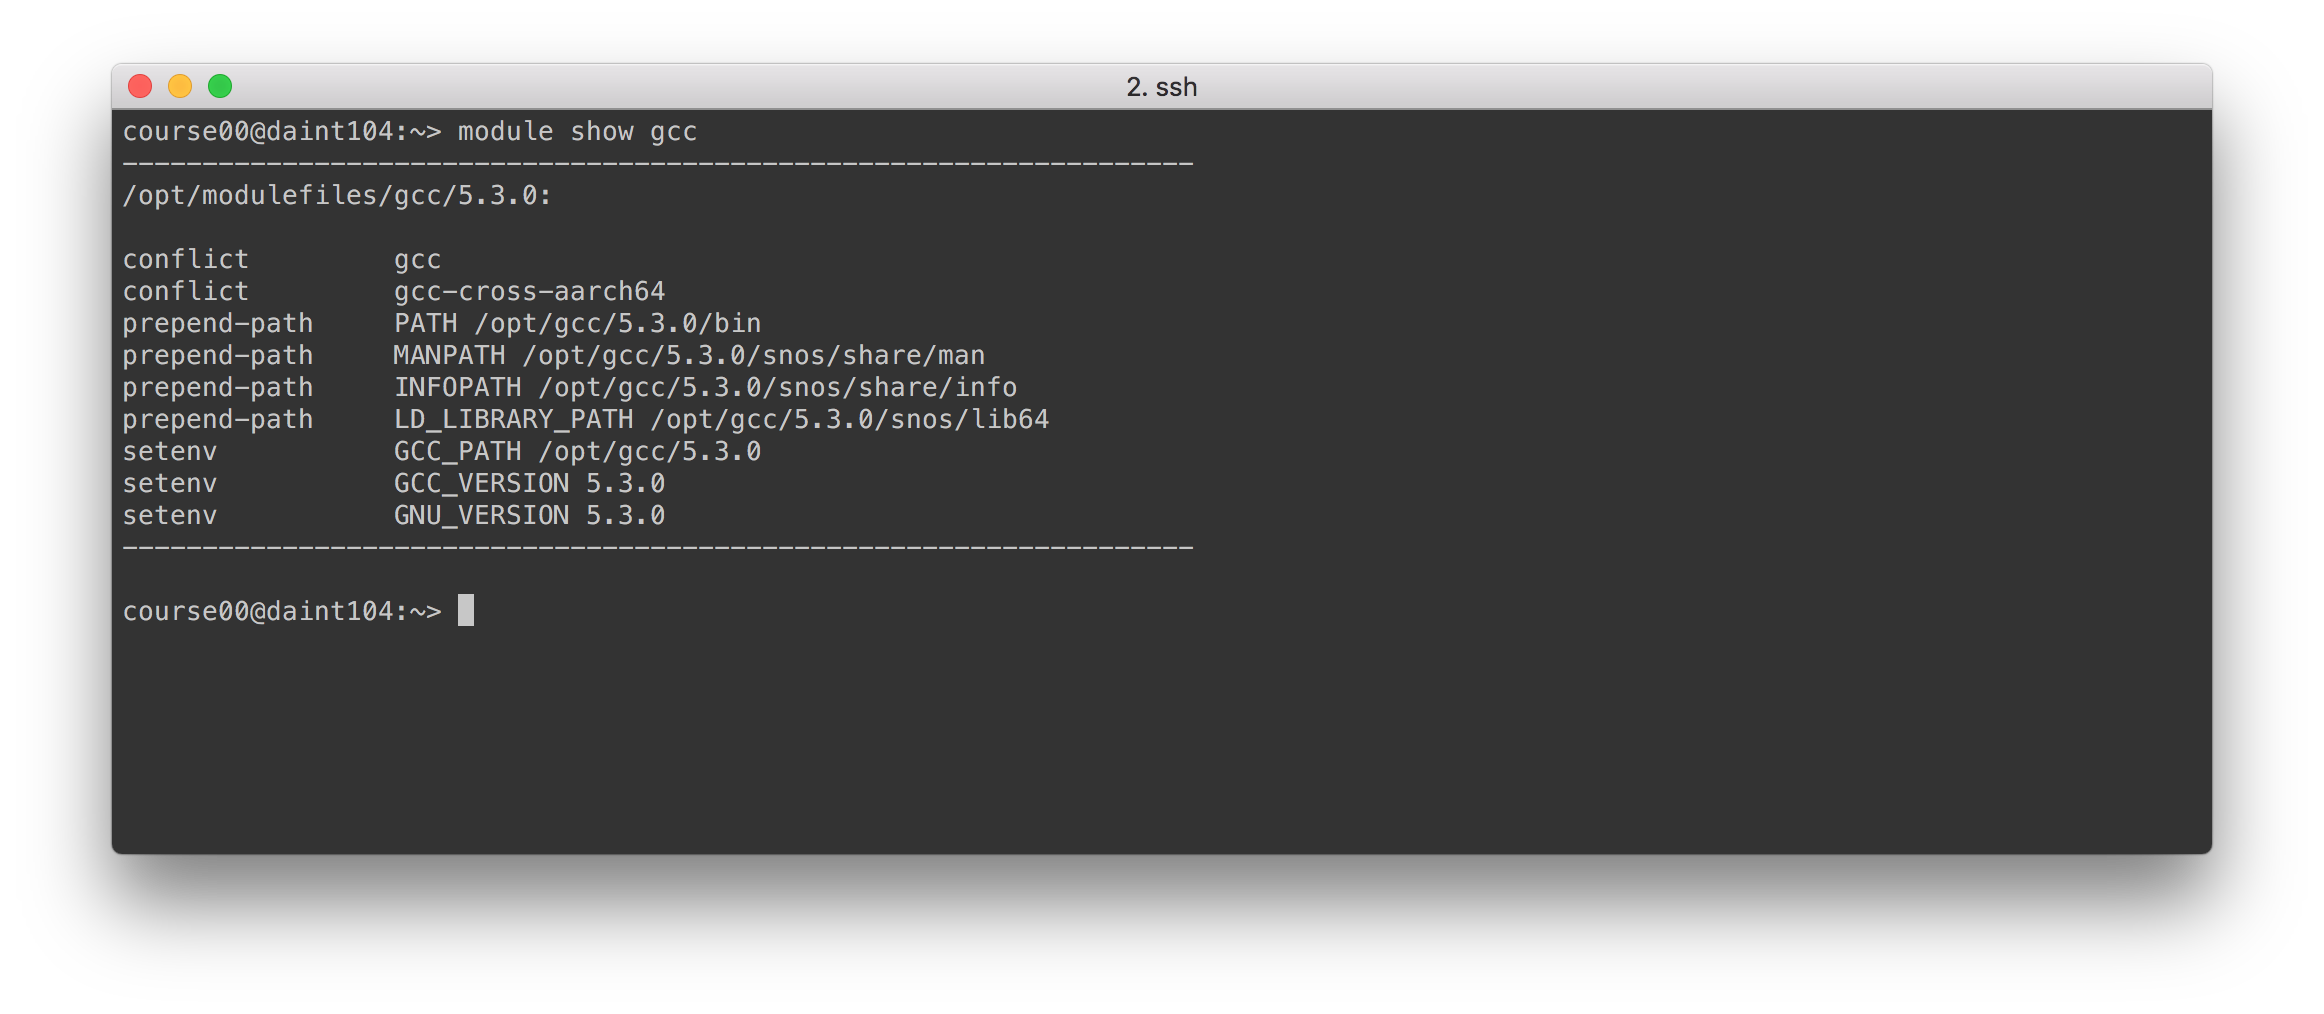 2. ssh
course00@daint104:~> module show gcc
-------------------------------------------------------------------
/opt/modulefiles/gcc/5.3.0:
conflict         gcc
conflict         gcc-cross-aarch64
prepend-path     PATH /opt/gcc/5.3.0/bin
prepend-path     MANPATH /opt/gcc/5.3.0/snos/share/man
prepend-path     INFOPATH /opt/gcc/5.3.0/snos/share/info
prepend-path     LD_LIBRARY_PATH /opt/gcc/5.3.0/snos/lib64
setenv           GCC_PATH /opt/gcc/5.3.0
setenv           GCC_VERSION 5.3.0
setenv           GNU_VERSION 5.3.0
-------------------------------------------------------------------
course00@daint104:~>